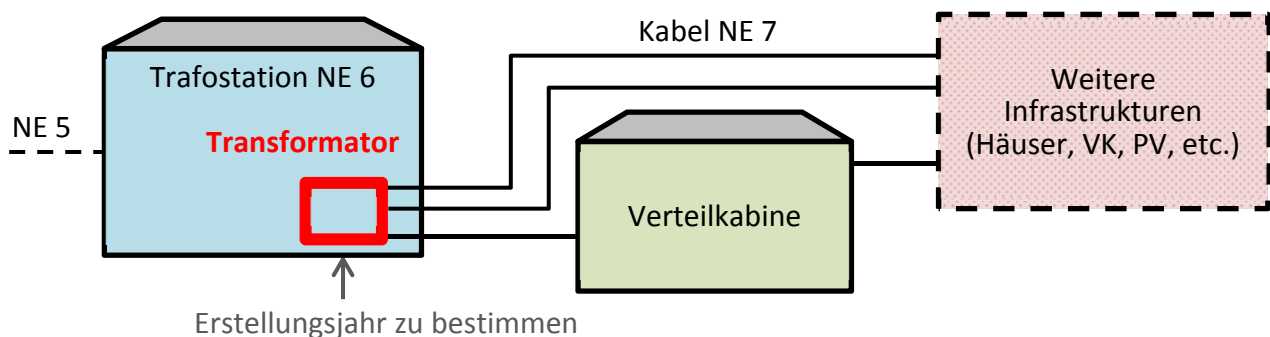 Kabel NE 7
Trafostation NE 6
NE 5
Transformator
Weitere
Infrastrukturen
(Häuser, VK, PV, etc.)
Verteilkabine
Erstellungsjahr zu bestimmen